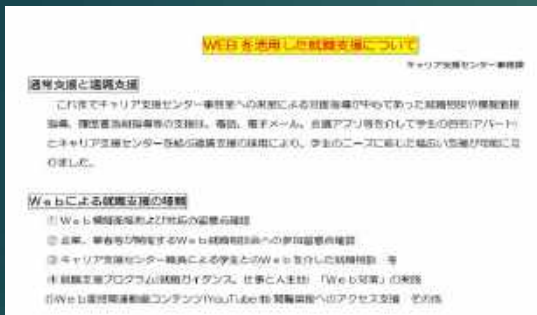 WEBを活用した就職支援について
キャリア支援センター事務課
通常支援と遠隔支援
これまでキャリア支援センター事務室への来室による対面指導が中心であった就職相談や模擬面接
指導、履歴書添削指導等の支援は、電話、電子メール、会議アプリ等を介して学生の自宅(アパート)
とキャリア支援センターを結ぶ遠隔支援の採用により、学生のニーズに応じた幅広い支援が可能にな
りました。
Webによる就職支援の種類
① Web模擬面接および対応の留意点確認
② 企業、業者等が開催するWeb就職相談会への参加留意点確認
③ キャリア支援センター職員による学生とのWebを介した就職相談 等
④ 就職支援プログラム(就職ガイダンス、仕事と人生他) 「Web対策」の実施
⑤Web面接関連動画コンテンツ(YouTube他)閲覧画面へのアクセス支援 その他